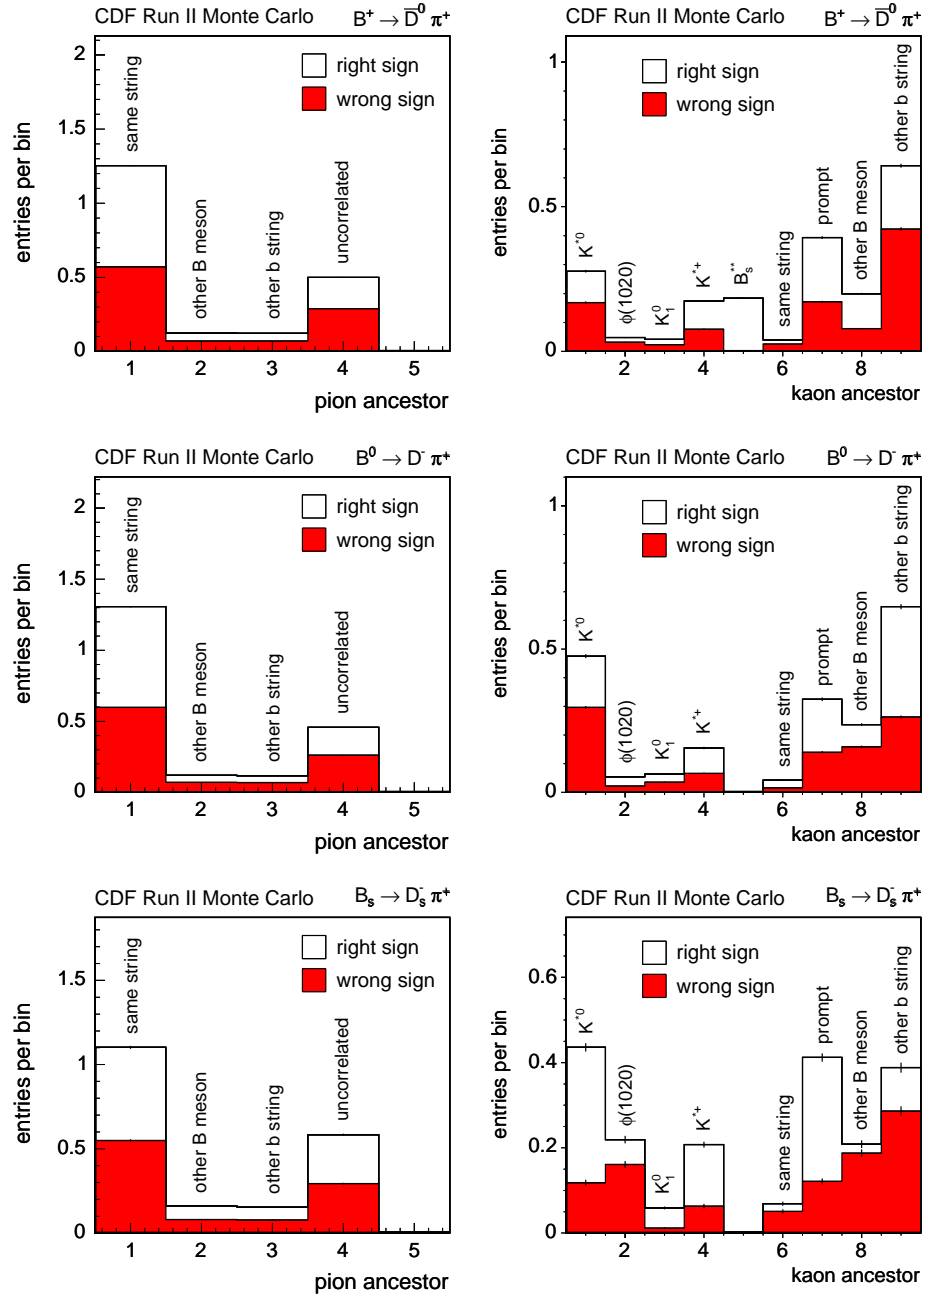 CDF Run II Monte Carlo B⁺ → D̅⁰ π⁺
right sign
wrong sign
same string
other B meson
other b string
uncorrelated
entries per bin
2
1.5
1
0.5
0
1 2 3 4 5
pion ancestor
CDF Run II Monte Carlo B⁺ → D̅⁰ π⁺
right sign
wrong sign
K*⁰
ϕ(1020)
K₁⁰
K*⁺
Bₛ**
same string
prompt
other B meson
other b string
entries per bin
1
0.5
0
2 4 6 8
kaon ancestor
CDF Run II Monte Carlo B⁰ → D⁻ π⁺
right sign
wrong sign
same string
other B meson
other b string
uncorrelated
entries per bin
2
1.5
1
0.5
0
1 2 3 4 5
pion ancestor
CDF Run II Monte Carlo B⁰ → D⁻ π⁺
right sign
wrong sign
K*⁰
ϕ(1020)
K₁⁰
K*⁺
same string
prompt
other B meson
other b string
entries per bin
1
0.5
0
2 4 6 8
kaon ancestor
CDF Run II Monte Carlo Bₛ → Dₛ⁻ π⁺
right sign
wrong sign
same string
other B meson
other b string
uncorrelated
entries per bin
1.5
1
0.5
0
1 2 3 4 5
pion ancestor
CDF Run II Monte Carlo Bₛ → Dₛ⁻ π⁺
right sign
wrong sign
K*⁰
ϕ(1020)
K₁⁰
K*⁺
same string
prompt
other B meson
other b string
entries per bin
0.6
0.4
0.2
0
2 4 6 8
kaon ancestor